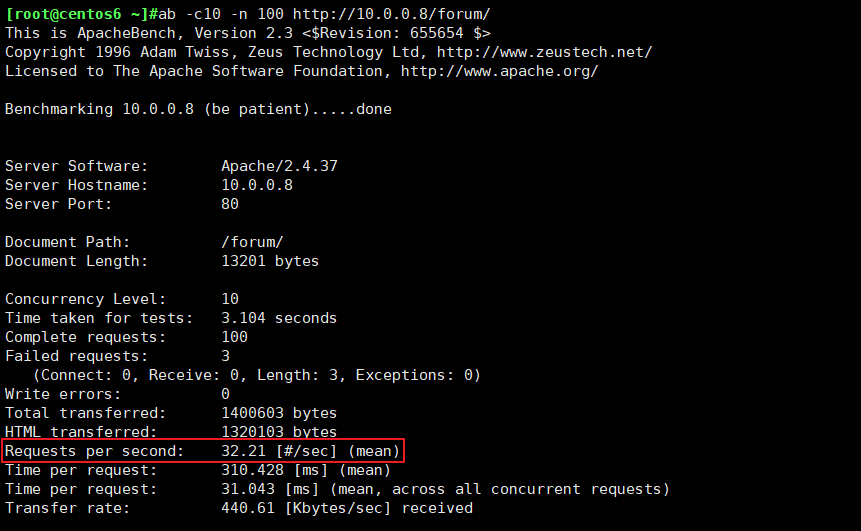 [root@centos6 ~]#ab -c10 -n 100 http://10.0.0.8/forum/
This is ApacheBench, Version 2.3 <$Revision: 655654 $>
Copyright 1996 Adam Twiss, Zeus Technology Ltd, http://www.zeustech.net/
Licensed to The Apache Software Foundation, http://www.apache.org/

Benchmarking 10.0.0.8 (be patient).....done


Server Software:        Apache/2.4.37
Server Hostname:        10.0.0.8
Server Port:            80

Document Path:          /forum/
Document Length:        13201 bytes

Concurrency Level:      10
Time taken for tests:   3.104 seconds
Complete requests:      100
Failed requests:        3
   (Connect: 0, Receive: 0, Length: 3, Exceptions: 0)
Write errors:           0
Total transferred:      1400603 bytes
HTML transferred:       1320103 bytes
Requests per second:    32.21 [#/sec] (mean)
Time per request:       310.428 [ms] (mean)
Time per request:       31.043 [ms] (mean, across all concurrent requests)
Transfer rate:          440.61 [Kbytes/sec] received